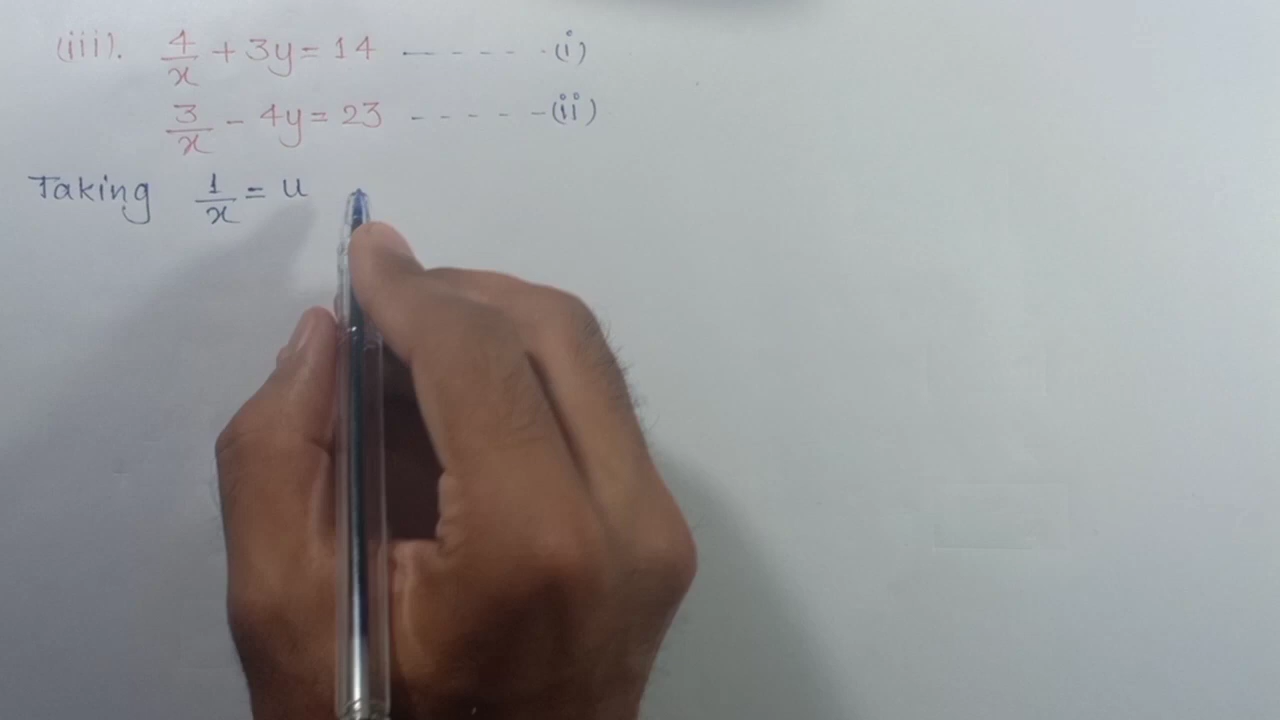 (iii). 4/x + 3y = 14 ------(i)
3/x - 4y = 23 ------(ii)
Taking 1/x = u